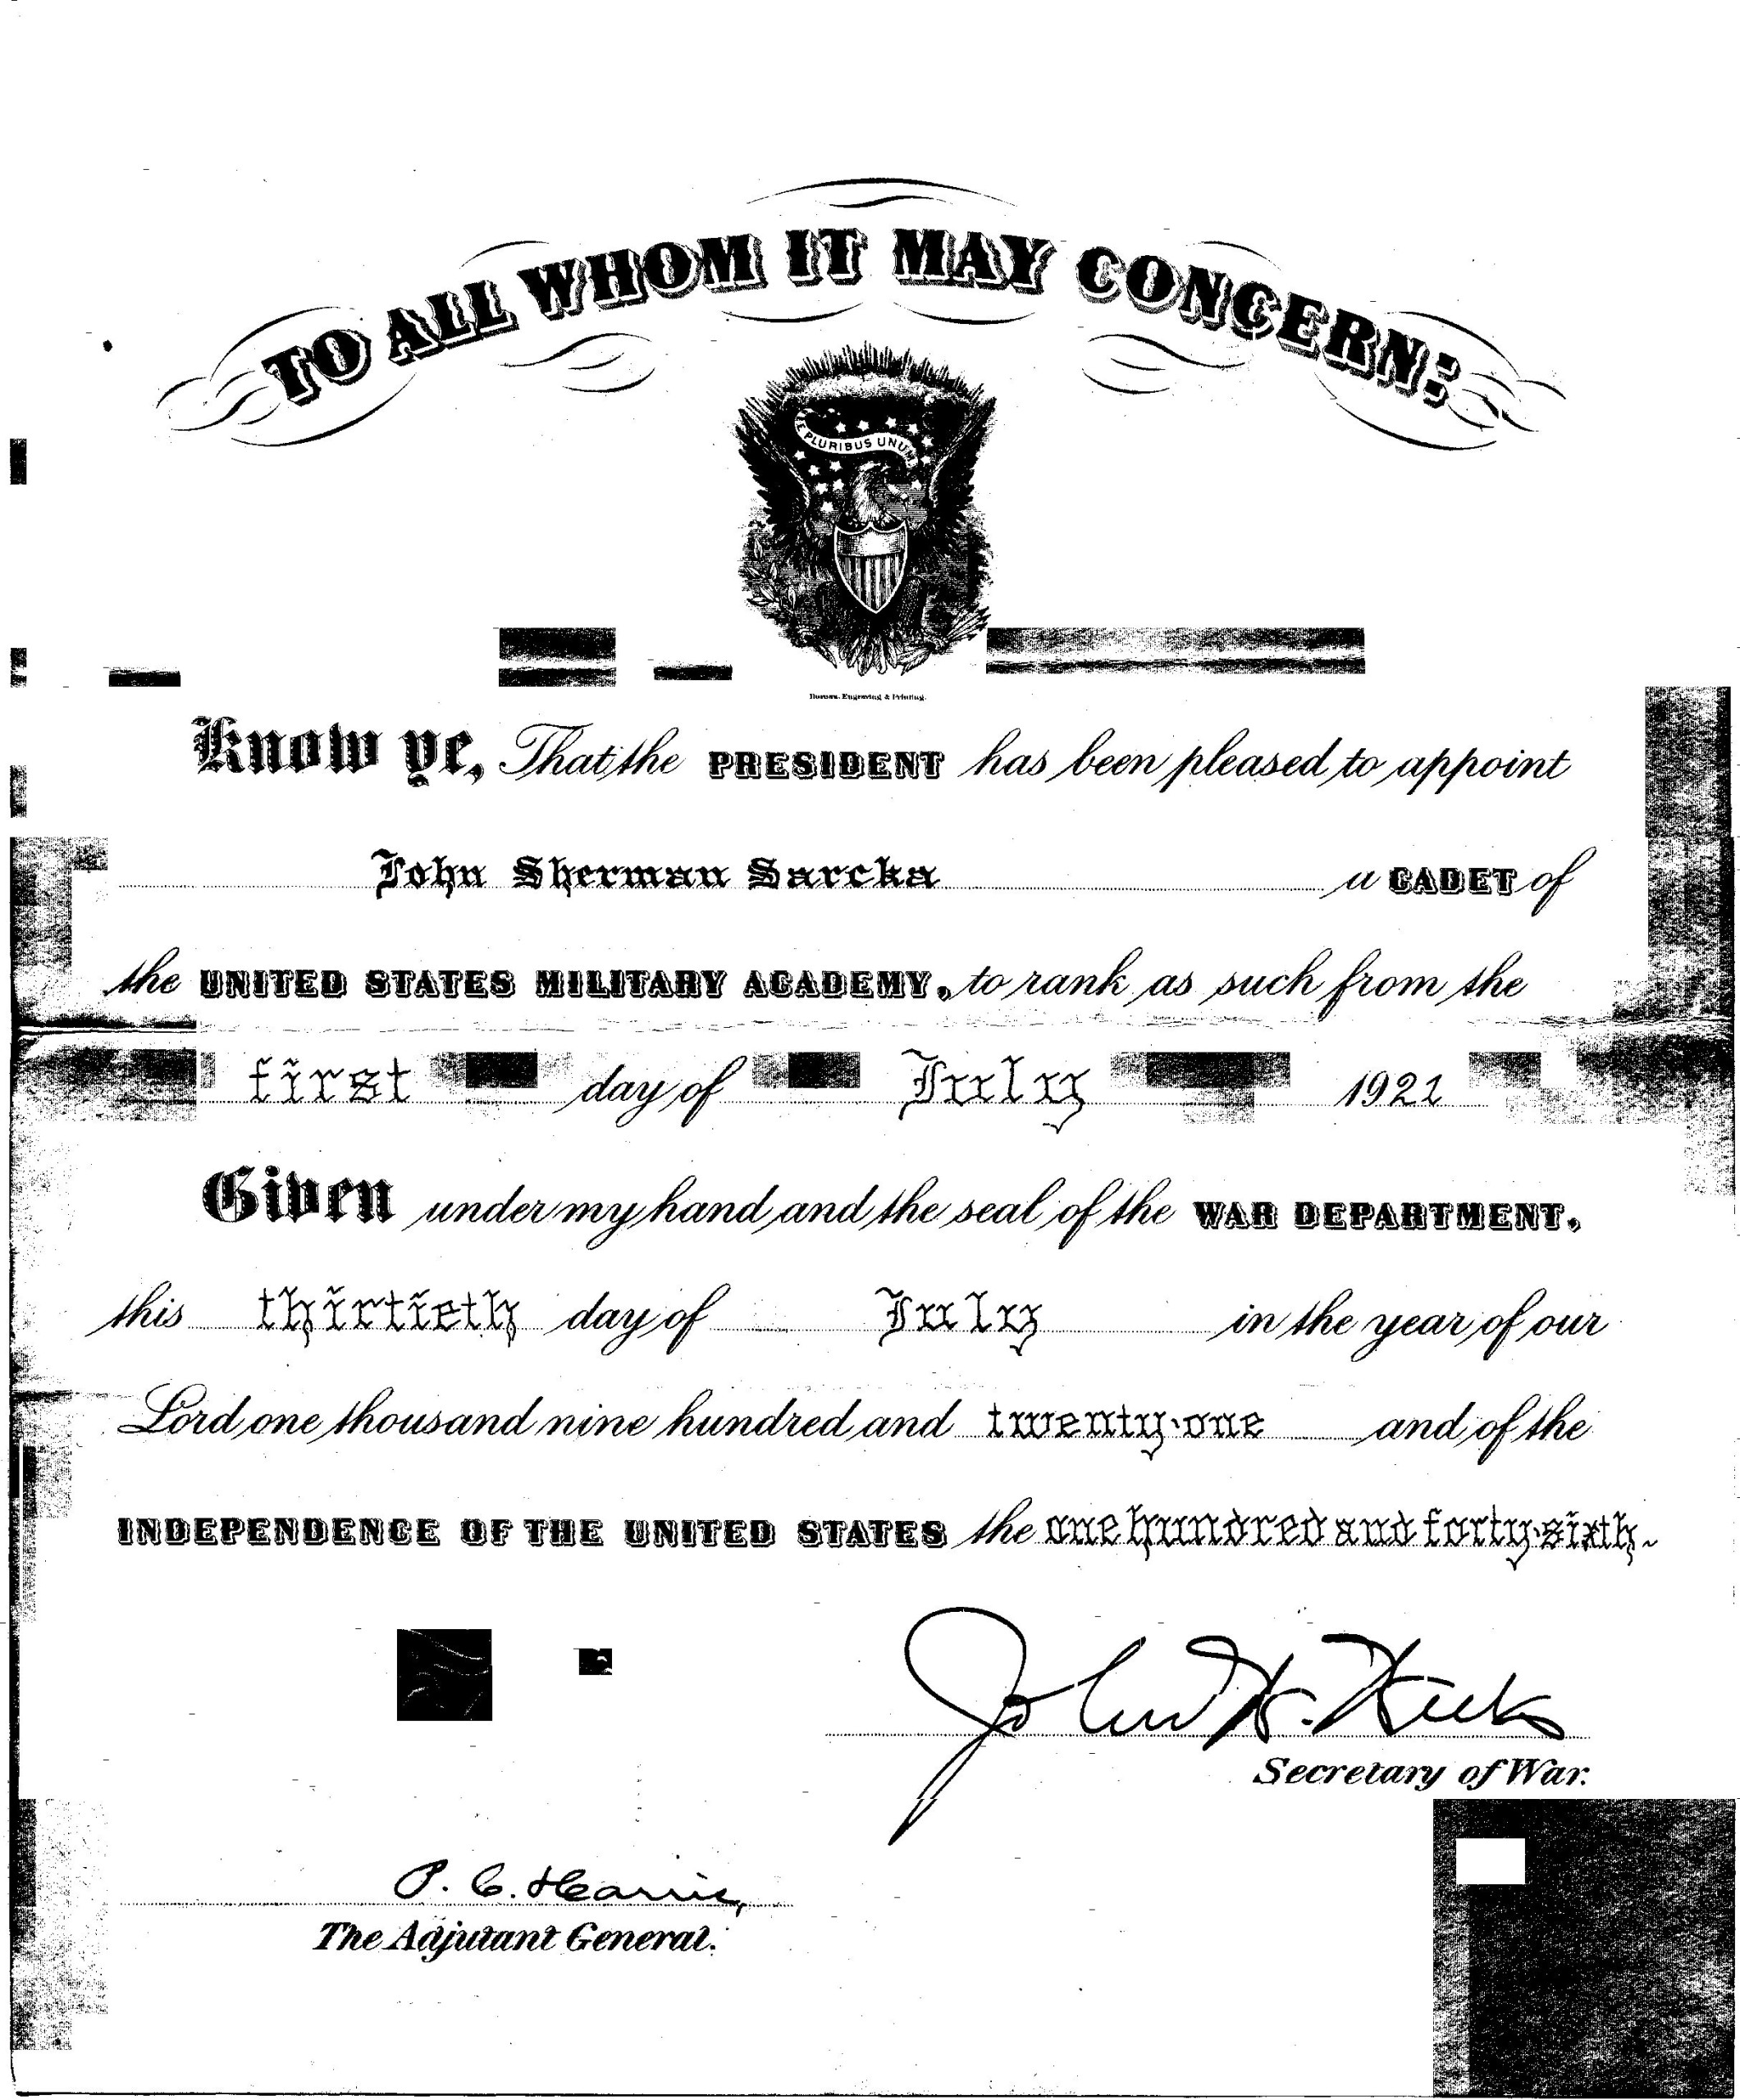 TO ALL WHOM IT MAY CONCERN:
E PLURIBUS UNUM
Bureau, Engraving & Printing.
Know ye, That the PRESIDENT has been pleased to appoint
John Sherman Sarcka a CADET of
the UNITED STATES MILITARY ACADEMY, to rank as such from the
first day of July 1921
Given under my hand and the seal of the WAR DEPARTMENT,
this thirtieth day of July in the year of our
Lord one thousand nine hundred and twenty-one and of the
INDEPENDENCE OF THE UNITED STATES the one hundred and forty-sixth.
John W. Weeks
Secretary of War.
P. C. Harris,
The Adjutant General.